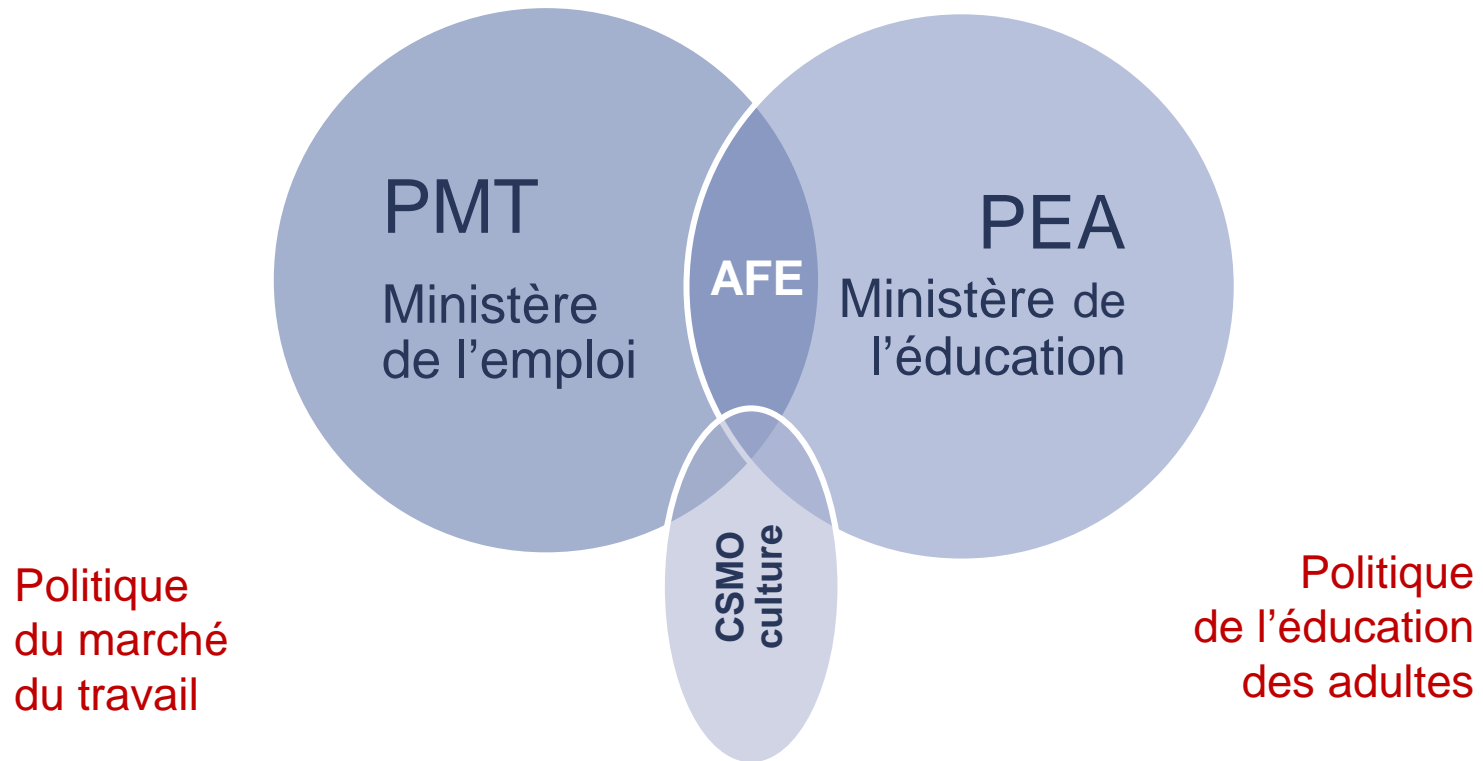 PMT
Ministère
de l’emploi
AFE
PEA
Ministère de
l’éducation
CSMO
culture
Politique
du marché
du travail
Politique
de l’éducation
des adultes